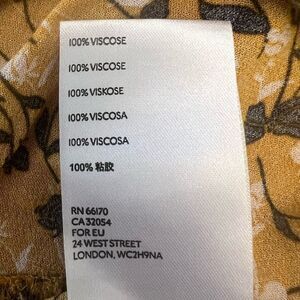 100% VISCOSE
100% VISCOSE
100% VISKOSE
100% VISCOSA
100% VISCOSA
100% 粘胶
RN 66170
CA 32054
FOR EU
24 WEST STREET
LONDON, WC2H9NA